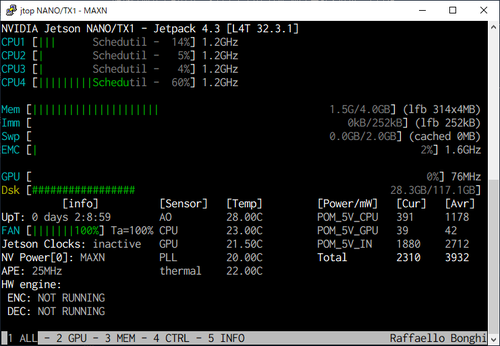 jtop NANO/TX1 - MAXN
NVIDIA Jetson NANO/TX1 - Jetpack 4.3 [L4T 32.3.1]
CPU1 [||| Schedutil - 14%] 1.2GHz
CPU2 [| Schedutil - 5%] 1.2GHz
CPU3 [| Schedutil - 4%] 1.2GHz
CPU4 [||||||||||Schedutil - 60%] 1.2GHz
Mem [||||||||||||||||||||| 1.5G/4.0GB] (lfb 314x4MB)
Imm [ 0kB/252kB] (lfb 252kB)
Swp [ 0.0GB/2.0GB] (cached 0MB)
EMC [| 2%] 1.6GHz
GPU [ 0%] 76MHz
Dsk [################# 28.3GB/117.1GB]
[info] [Sensor] [Temp] [Power/mW] [Cur] [Avr]
UpT: 0 days 2:8:59 AO 28.00C POM_5V_CPU 391 1178
FAN [|||||||100%] Ta=100% CPU 23.00C POM_5V_GPU 39 42
Jetson Clocks: inactive GPU 21.50C POM_5V_IN 1880 2712
NV Power[0]: MAXN PLL 20.00C Total 2310 3932
APE: 25MHz thermal 22.00C
HW engine:
ENC: NOT RUNNING
DEC: NOT RUNNING
1 ALL - 2 GPU - 3 MEM - 4 CTRL - 5 INFO Raffaello Bonghi